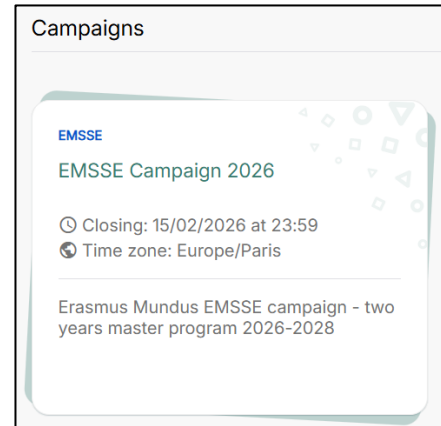 Campaigns
EMSSE
EMSSE Campaign 2026
Closing: 15/02/2026 at 23:59
Time zone: Europe/Paris
Erasmus Mundus EMSSE campaign - two
years master program 2026-2028